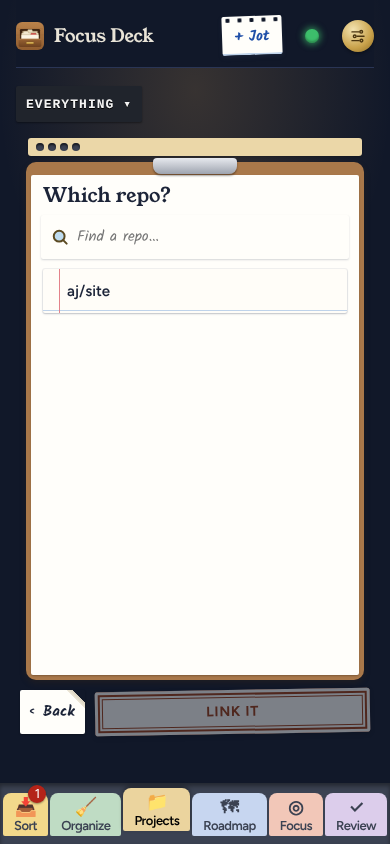 Focus Deck
+ Jot
EVERYTHING ▾
Which repo?
Find a repo...
aj/site
‹ Back
LINK IT
1
Sort
Organize
Projects
Roadmap
Focus
Review